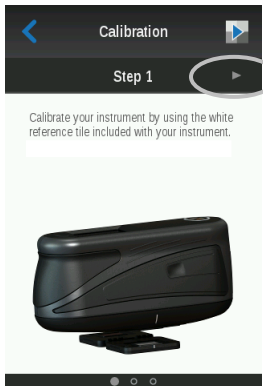 Calibration
Step 1
Calibrate your instrument by using the white
reference tile included with your instrument.